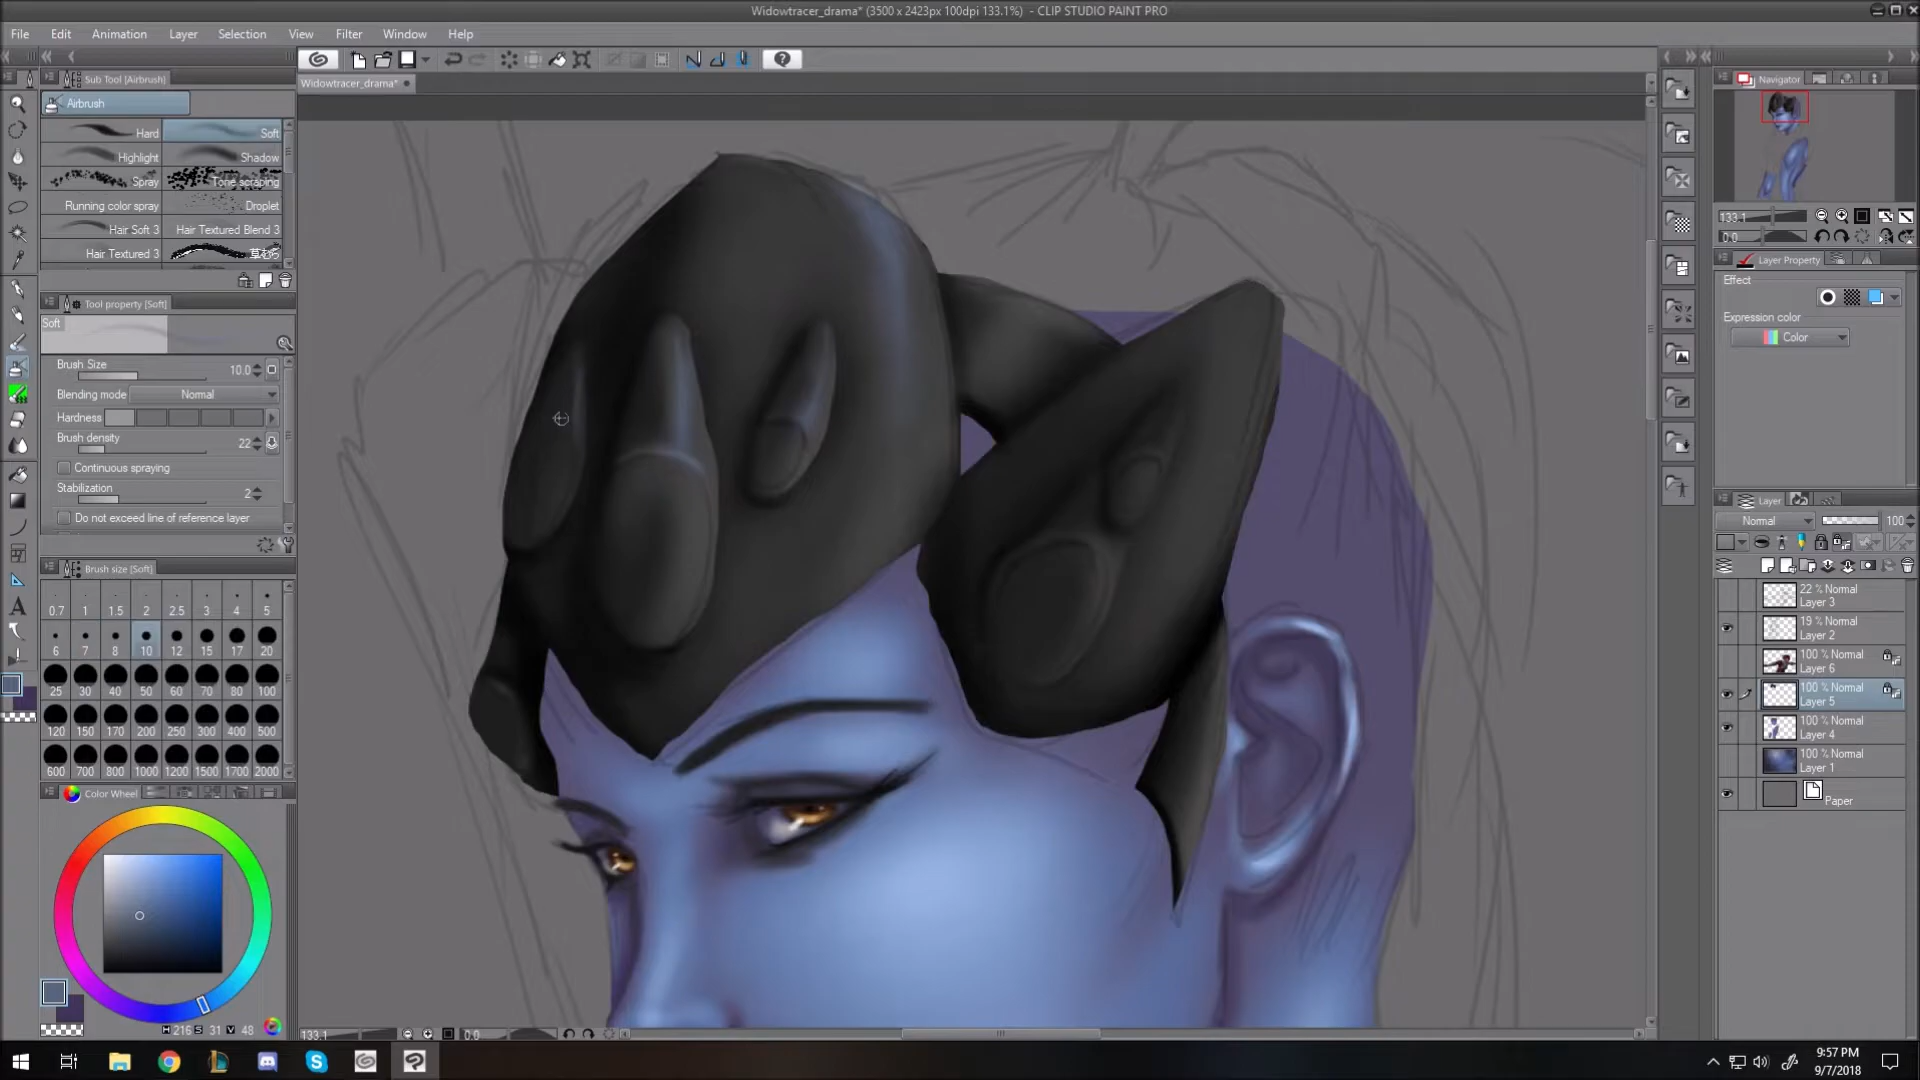 Widowtracer_drama* (3500 x 2423px 100dpi 133.1%) - CLIP STUDIO PAINT PRO
File Edit Animation Layer Selection View Filter Window Help
Sub Tool [Airbrush]
Widowtracer_drama*
Navigator
Airbrush
Hard Soft
Highlight Shadow
Spray Tone scraping
Running color spray Droplet
Hair Soft 3 Hair Textured Blend 3
Hair Textured 3
133.1
0.0
Layer Property
Effect
Tool property [Soft]
Soft
Expression color
Color
Brush Size 10.0
Blending mode Normal
Hardness
Brush density 22
Continuous spraying
Stabilization 2
Do not exceed line of reference layer
Layer
Normal 100
Brush size [Soft]
0.7 1 1.5 2 2.5 3 4 5
6 7 8 10 12 15 17 20
25 30 40 50 60 70 80 100
120 150 170 200 250 300 400 500
600 700 800 1000 1200 1500 1700 2000
22 % Normal
Layer 3
19 % Normal
Layer 2
100 % Normal
Layer 6
100 % Normal
Layer 5
100 % Normal
Layer 4
100 % Normal
Layer 1
Paper
Color Wheel
H 216 S 31 V 48
133.1 0.0
9:57 PM
9/7/2018